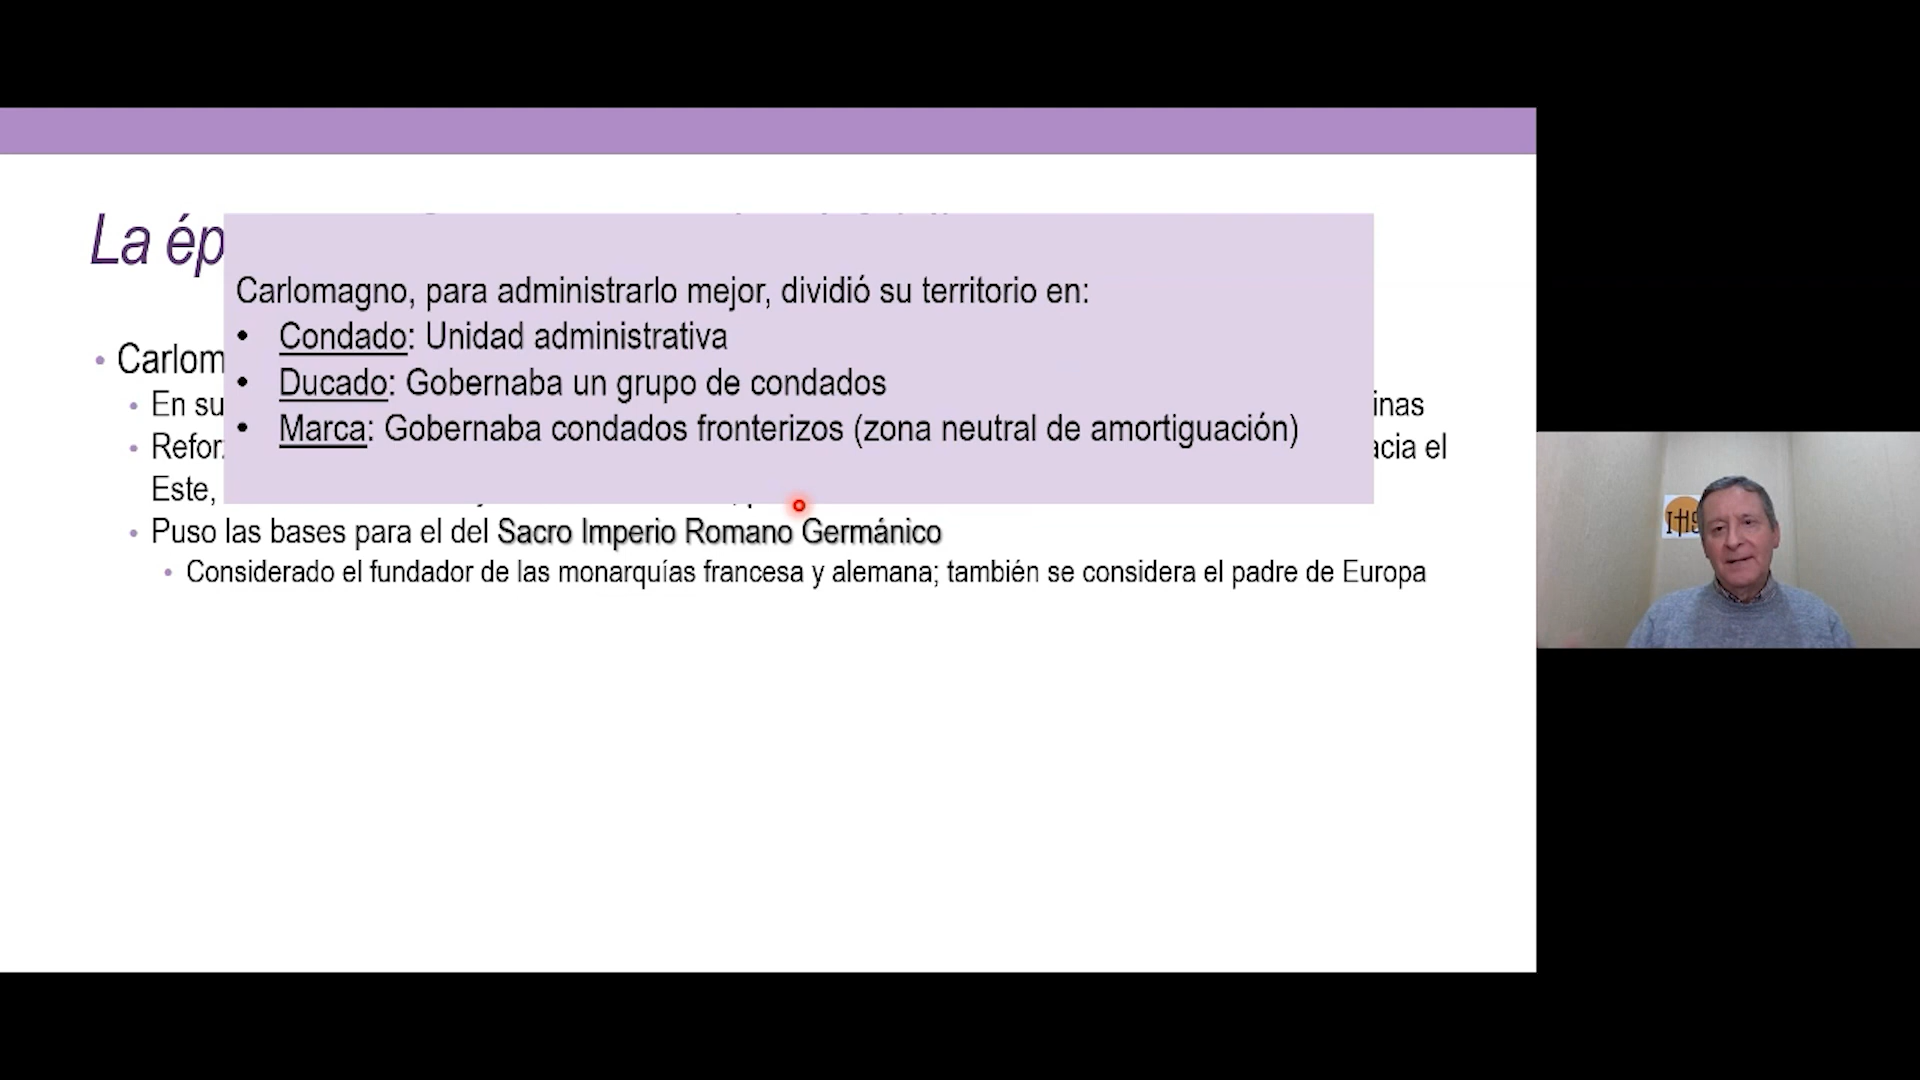 La ép
Carlomagno, para administrarlo mejor, dividió su territorio en:
• Condado: Unidad administrativa
• Ducado: Gobernaba un grupo de condados
• Marca: Gobernaba condados fronterizos (zona neutral de amortiguación)
• Carlom
• En su inas
• Refor acia el
Este,
• Puso las bases para el del Sacro Imperio Romano Germánico
• Considerado el fundador de las monarquías francesa y alemana; también se considera el padre de Europa
IHS